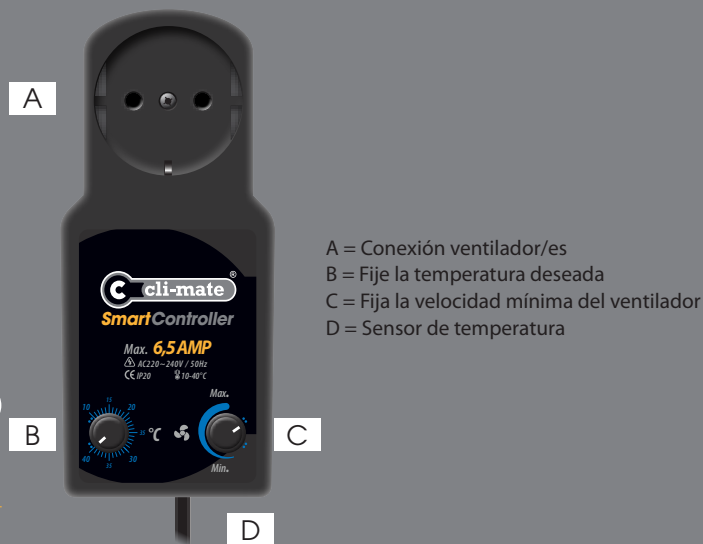 A
A = Conexión ventilador/es
B = Fije la temperatura deseada
C = Fija la velocidad mínima del ventilador
D = Sensor de temperatura
C cli-mate®
SmartController
Max. 6,5 AMP
AC220~240V / 50Hz
CE IP20 10-40°C
Max.
10 15 20
25 °C
40 35 30
Min.
B
C
D